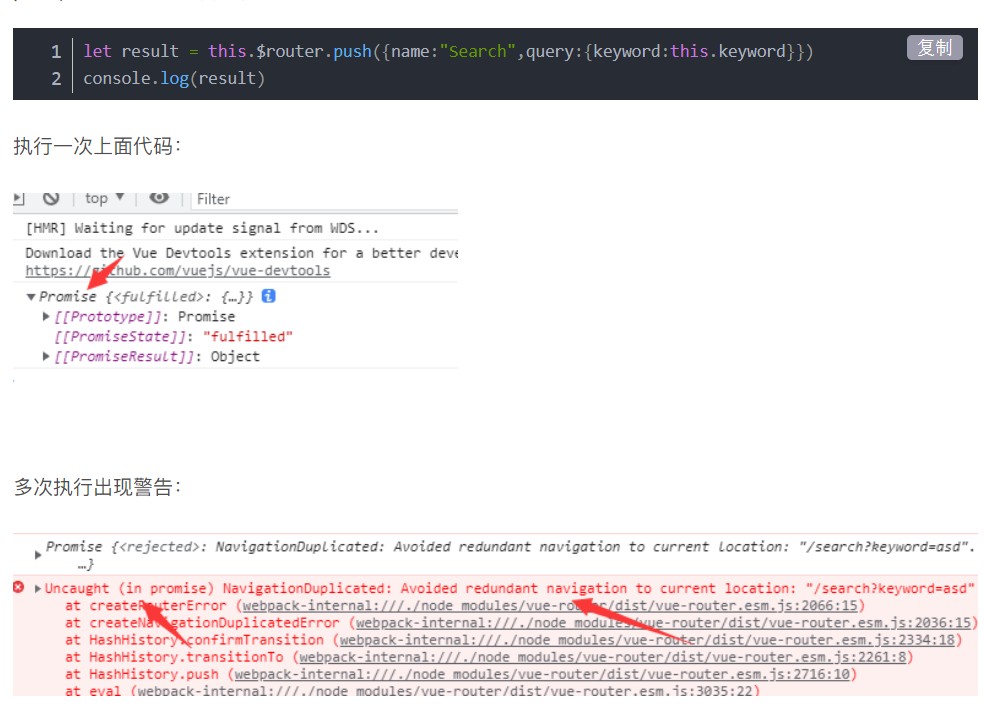 1 let result = this.$router.push({name:"Search",query:{keyword:this.keyword}})
复制
2 console.log(result)
执行一次上面代码：
top ▼ Filter
[HMR] Waiting for update signal from WDS...
Download the Vue Devtools extension for a better deve
https://github.com/vuejs/vue-devtools
▼Promise {<fulfilled>: {…}} i
▶[[Prototype]]: Promise
[[PromiseState]]: "fulfilled"
▶[[PromiseResult]]: Object
多次执行出现警告：
Promise {<rejected>: NavigationDuplicated: Avoided redundant navigation to current location: "/search?keyword=asd".
▶ …}
▶Uncaught (in promise) NavigationDuplicated: Avoided redundant navigation to current location: "/search?keyword=asd"
at createRouterError (webpack-internal:///./node_modules/vue-router/dist/vue-router.esm.js:2066:15)
at createNavigationDuplicatedError (webpack-internal:///./node_modules/vue-router/dist/vue-router.esm.js:2036:15)
at HashHistory.confirmTransition (webpack-internal:///./node_modules/vue-router/dist/vue-router.esm.js:2334:18)
at HashHistory.transitionTo (webpack-internal:///./node_modules/vue-router/dist/vue-router.esm.js:2261:8)
at HashHistory.push (webpack-internal:///./node_modules/vue-router/dist/vue-router.esm.js:2716:10)
at eval (webpack-internal:///./node_modules/vue-router/dist/vue-router.esm.js:3035:22)